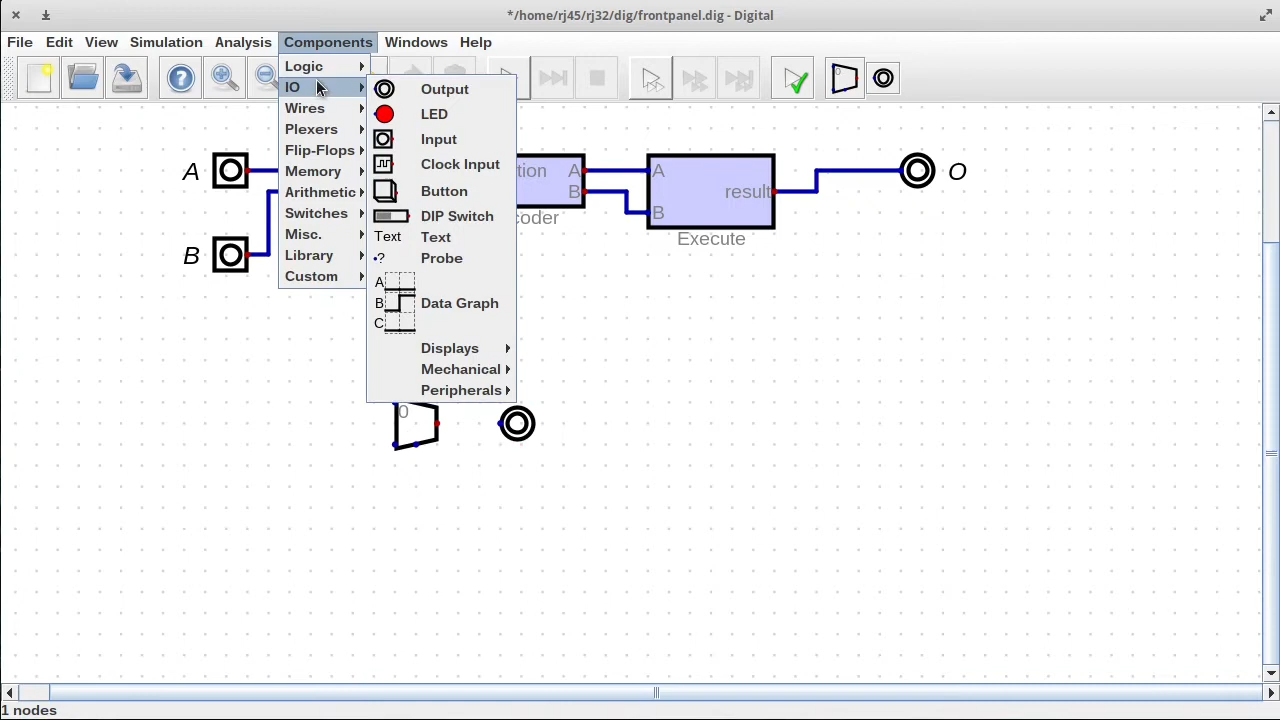 */home/rj45/rj32/dig/frontpanel.dig - Digital
File Edit View Simulation Analysis Components Windows Help
Logic
IO
Wires
Plexers
Flip-Flops
Memory
Arithmetic
Switches
Misc.
Library
Custom
Output
LED
Input
Clock Input
Button
DIP Switch
Text Text
?
Probe
A
B
C
Data Graph
Displays
Mechanical
Peripherals
0
A
B
tion
A
B
coder
A
B
result
Execute
O
0
1 nodes